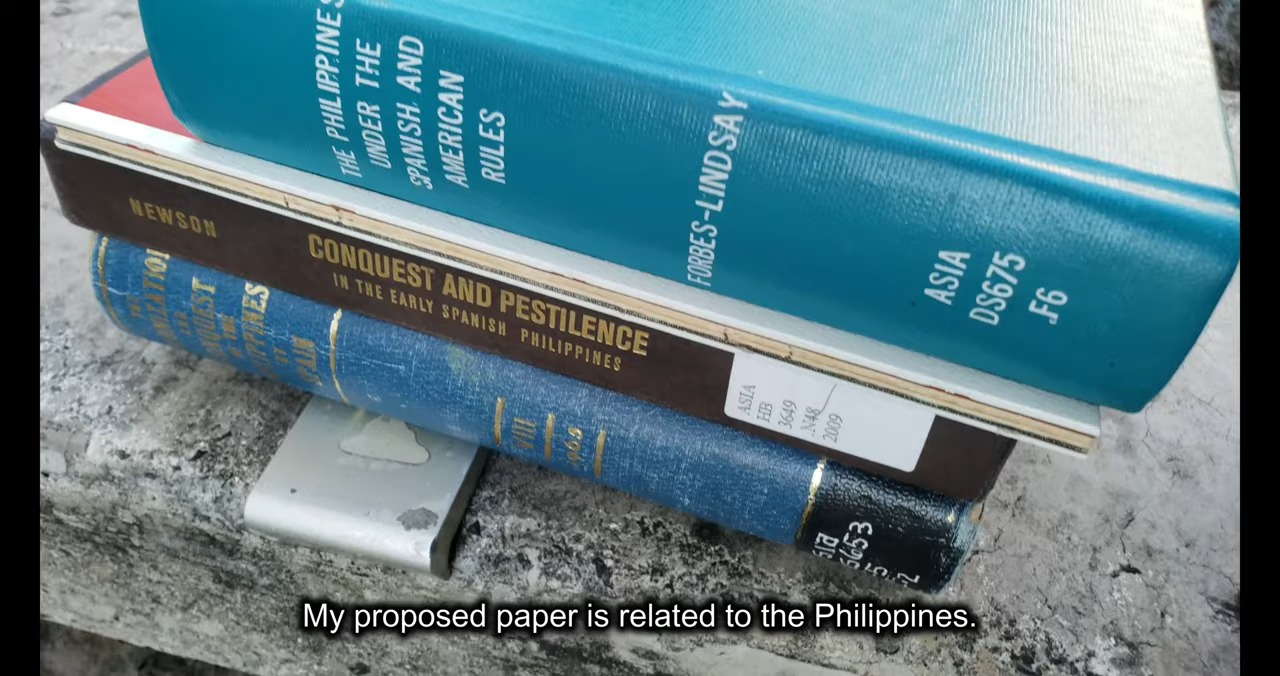 THE PHILIPPINES
UNDER THE
SPANISH AND
AMERICAN
RULES
FORBES-LINDSAY
ASIA
DS675
.F6
NEWSON
CONQUEST AND PESTILENCE
IN THE EARLY SPANISH PHILIPPINES
ASIA
HB
3649
.N48
2009
My proposed paper is related to the Philippines.